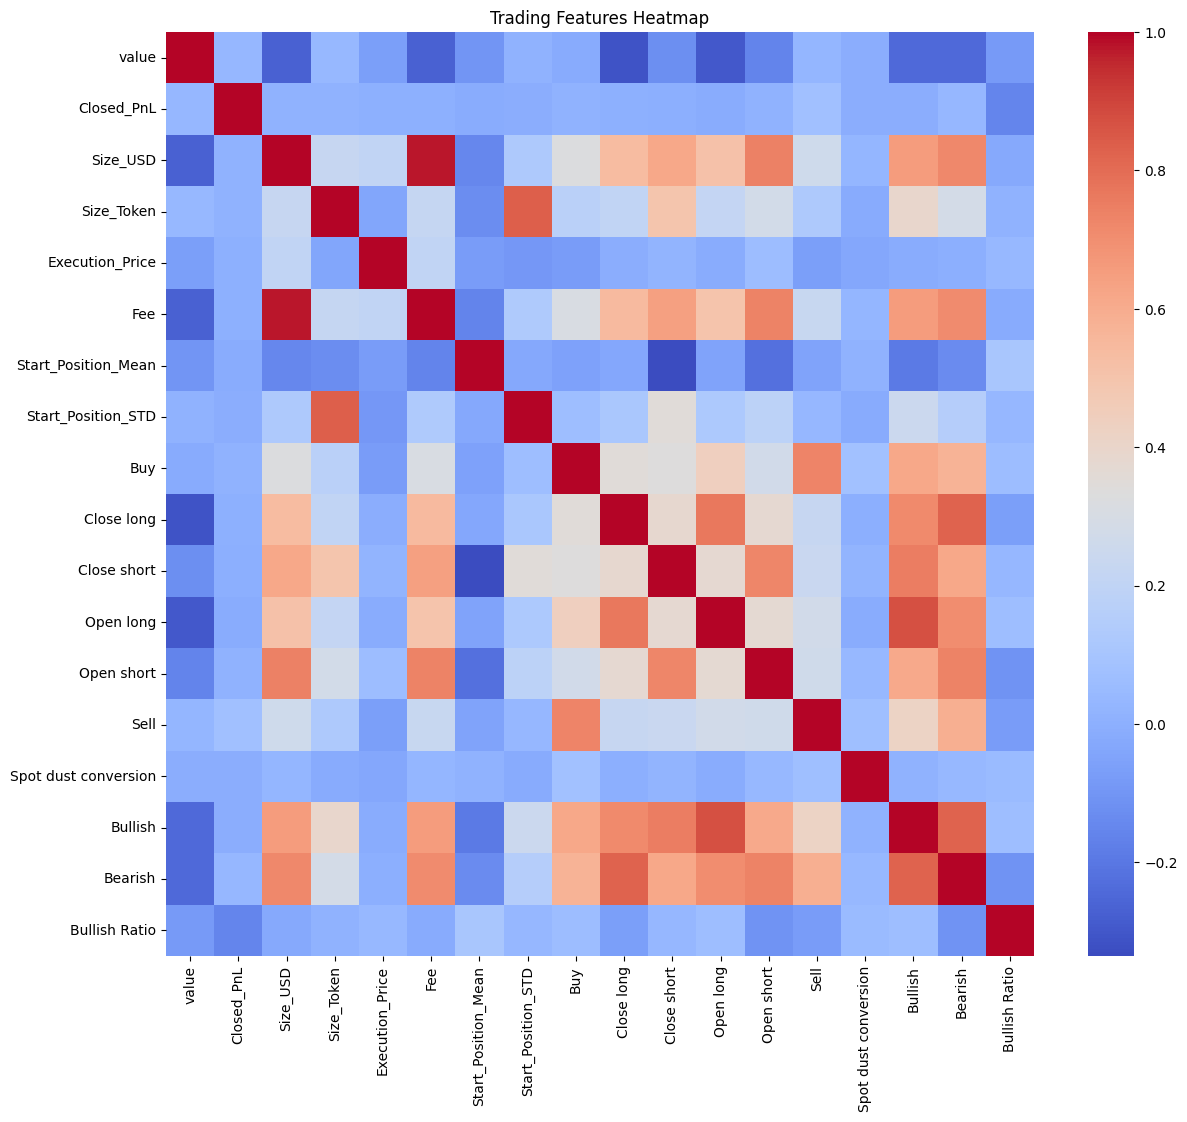 Trading Features Heatmap
value
Closed_PnL
Size_USD
Size_Token
Execution_Price
Fee
Start_Position_Mean
Start_Position_STD
Buy
Close long
Close short
Open long
Open short
Sell
Spot dust conversion
Bullish
Bearish
Bullish Ratio
value
Closed_PnL
Size_USD
Size_Token
Execution_Price
Fee
Start_Position_Mean
Start_Position_STD
Buy
Close long
Close short
Open long
Open short
Sell
Spot dust conversion
Bullish
Bearish
Bullish Ratio
1.0
0.8
0.6
0.4
0.2
0.0
−0.2